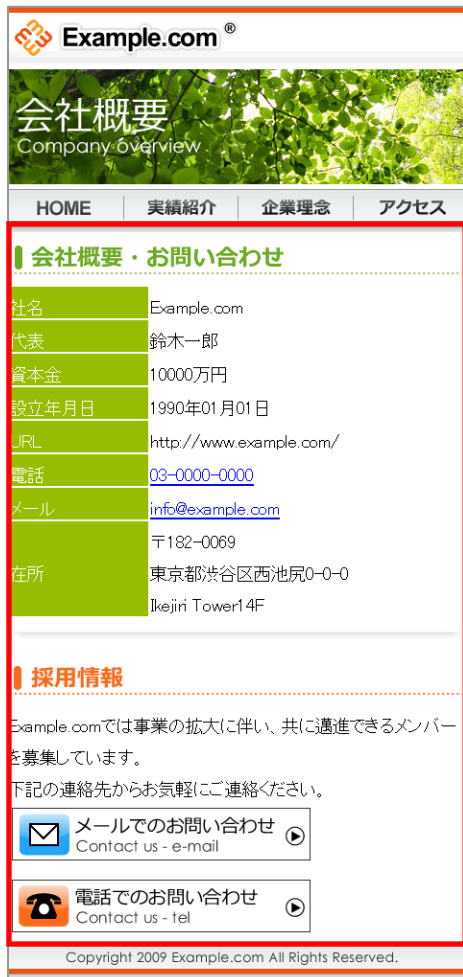 Example.com ®
会社概要
Company overview
HOME 実績紹介 企業理念 アクセス
会社概要・お問い合わせ
社名 Example.com
代表 鈴木一郎
資本金 10000万円
設立年月日 1990年01月01日
URL http://www.example.com/
電話 03-0000-0000
メール info@example.com
〒182-0069
在所 東京都渋谷区西池尻0-0-0
Ikejiri Tower14F
採用情報
Example.comでは事業の拡大に伴い、共に邁進できるメンバー
を募集しています。
下記の連絡先からお気軽にご連絡ください。
メールでのお問い合わせ
Contact us - e-mail
電話でのお問い合わせ
Contact us - tel
Copyright 2009 Example.com All Rights Reserved.